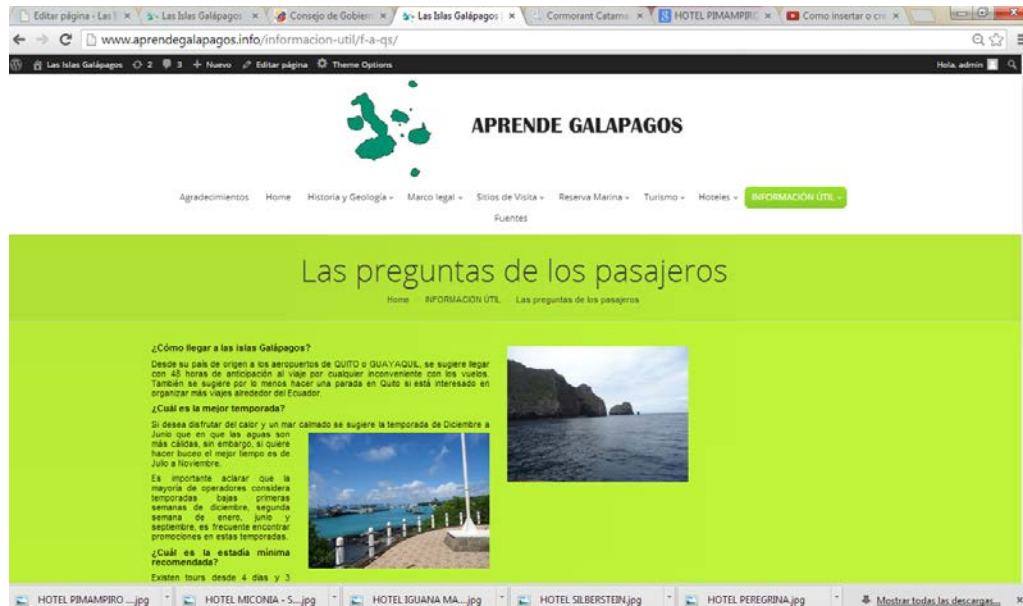 Editar página ‹ Las I
Las Islas Galápagos
Consejo de Gobiern
Las Islas Galápagos |
Cormorant Catama
HOTEL PIMAMPIRO
Como insertar o cre
www.aprendegalapagos.info/informacion-util/f-a-qs/
Las Islas Galápagos 2 3 + Nuevo Editar página Theme Options Hola, admin
APRENDE GALAPAGOS
Agradecimientos Home Historia y Geología Marco legal Sitios de Visita Reserva Marina Turismo Hoteles INFORMACIÓN ÚTIL
Fuentes
Las preguntas de los pasajeros
Home INFORMACIÓN ÚTIL Las preguntas de los pasajeros
¿Cómo llegar a las islas Galápagos?
Desde su país de origen a los aeropuertos de QUITO o GUAYAQUIL, se sugiere llegar
con 48 horas de anticipación al viaje por cualquier inconveniente con los vuelos.
También se sugiere por lo menos hacer una parada en Quito si está interesado en
organizar más viajes alrededor del Ecuador.
¿Cuál es la mejor temporada?
Si desea disfrutar del calor y un mar calmado se sugiere la temporada de Diciembre a
Junio que en que las aguas son
más cálidas, sin embargo, si quiere
hacer buceo el mejor tiempo es de
Julio a Noviembre.
Es importante aclarar que la
mayoría de operadores considera
temporadas bajas primeras
semanas de diciembre, segunda
semana de enero, junio y
septiembre, es frecuente encontrar
promociones en estas temporadas.
¿Cuál es la estadía mínima
recomendada?
Existen tours desde 4 días y 3
HOTEL PIMAMPIRO ....jpg
HOTEL MICONIA - S....jpg
HOTEL IGUANA MA....jpg
HOTEL SILBERSTEIN.jpg
HOTEL PEREGRINA.jpg
Mostrar todas las descargas...